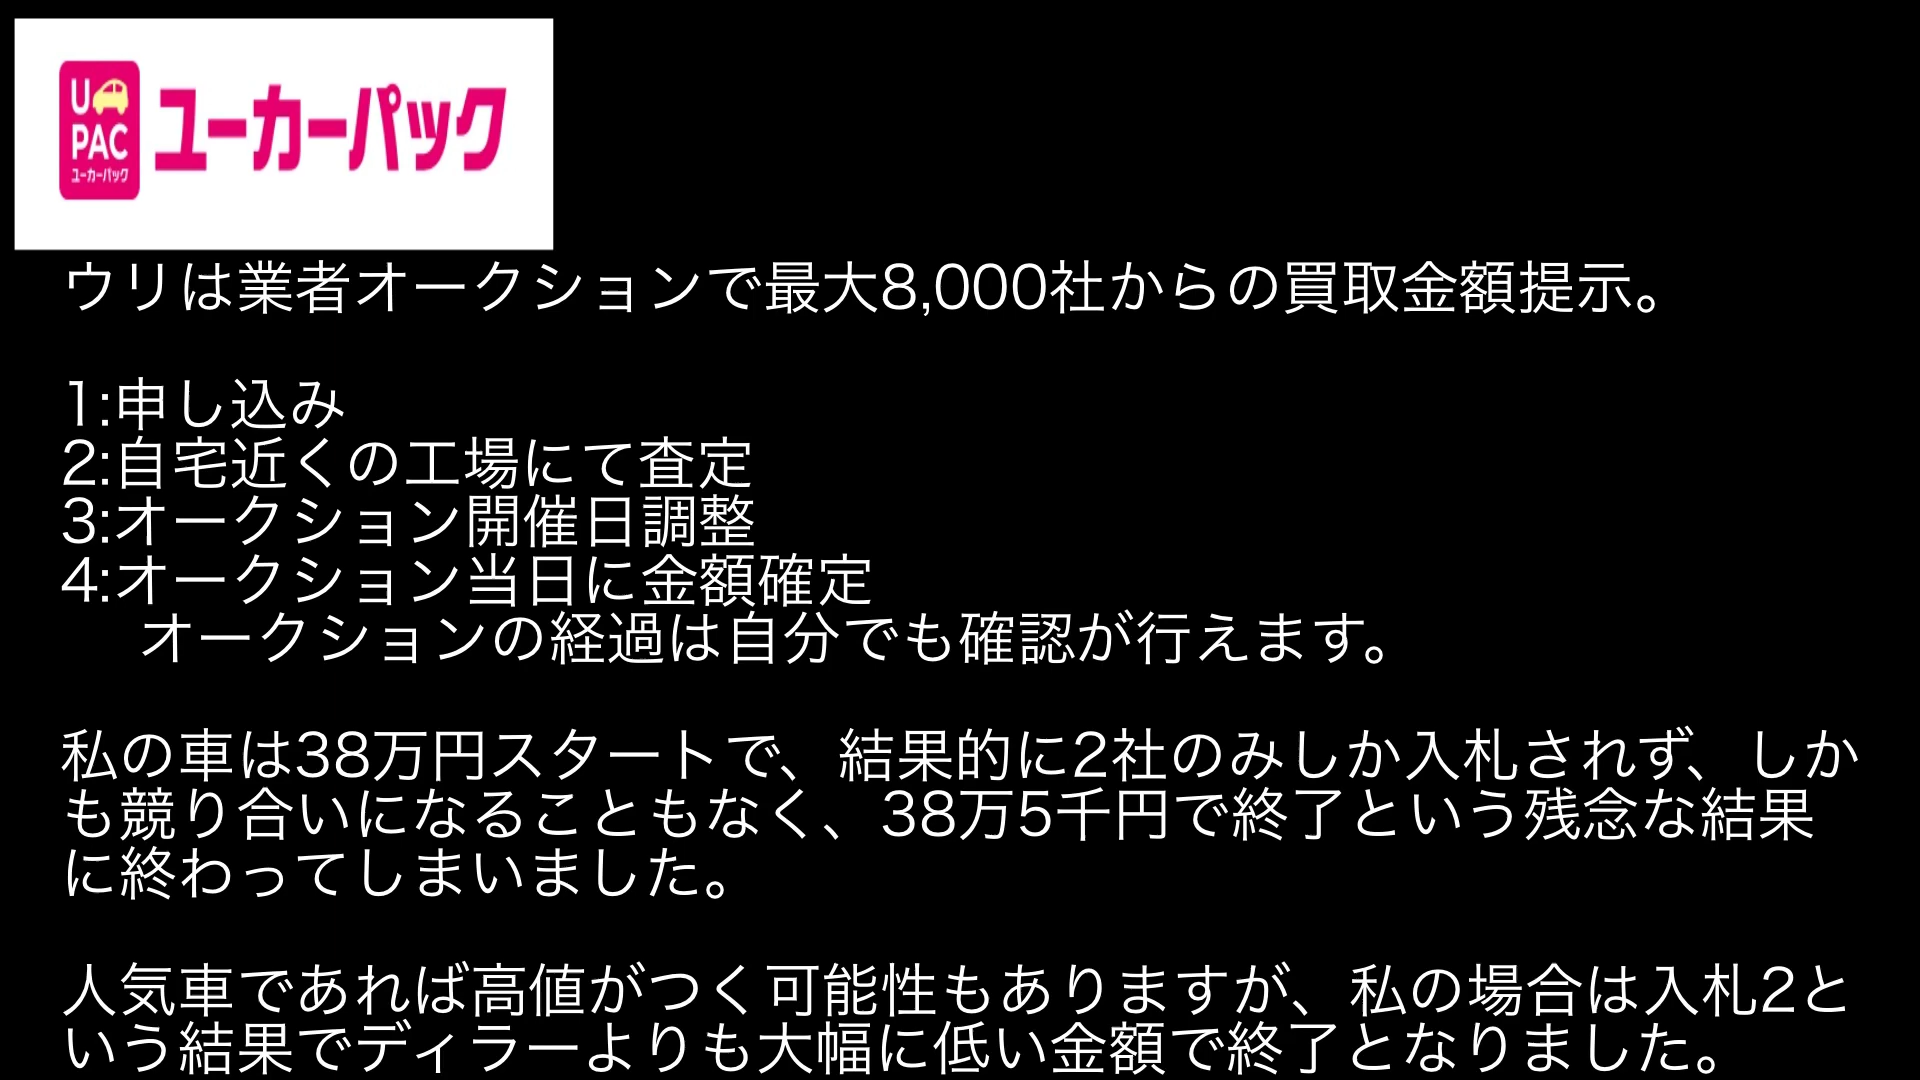 U
PAC
ユーカーパック
ユーカーパック
ウリは業者オークションで最大8,000社からの買取金額提示。
1:申し込み
2:自宅近くの工場にて査定
3:オークション開催日調整
4:オークション当日に金額確定
オークションの経過は自分でも確認が行えます。
私の車は38万円スタートで、結果的に2社のみしか入札されず、しか
も競り合いになることもなく、38万5千円で終了という残念な結果
に終わってしまいました。
人気車であれば高値がつく可能性もありますが、私の場合は入札2と
いう結果でディラーよりも大幅に低い金額で終了となりました。